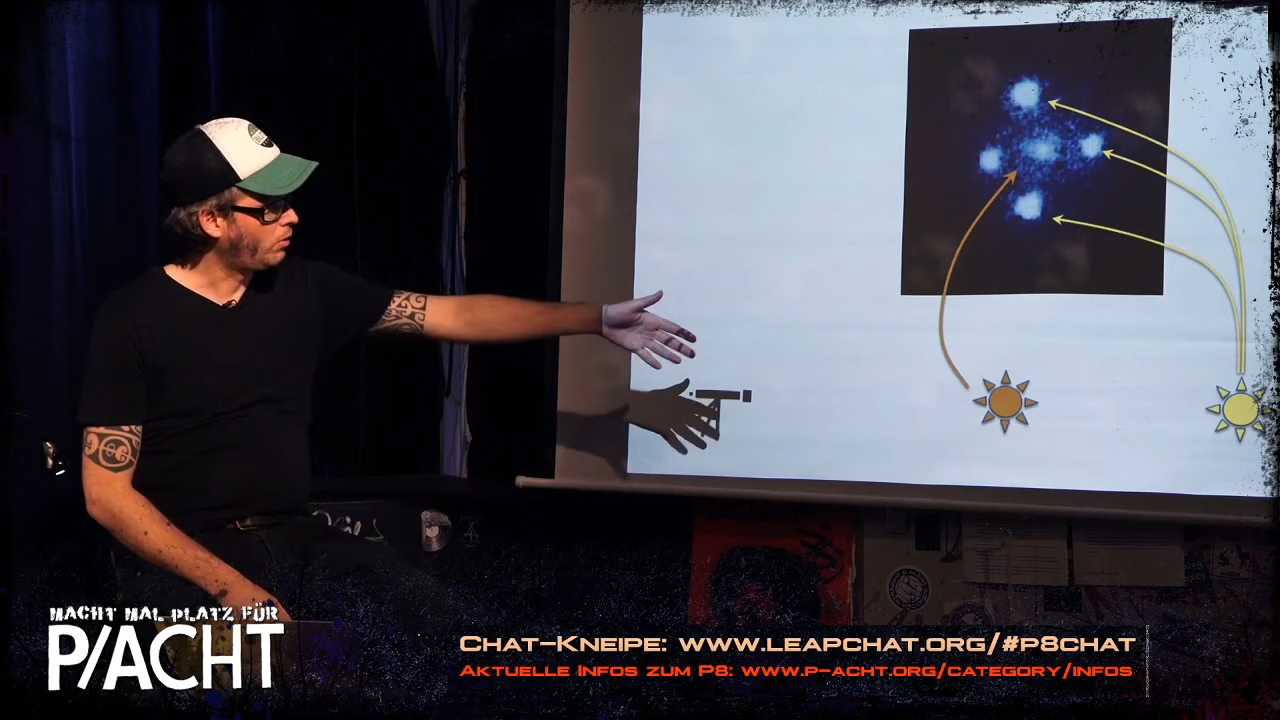 MACHT MAL PLATZ FÜR
P/ACHT
Chat-Kneipe: www.leapchat.org/#p8chat
Aktuelle Infos zum P8: www.p-acht.org/category/infos